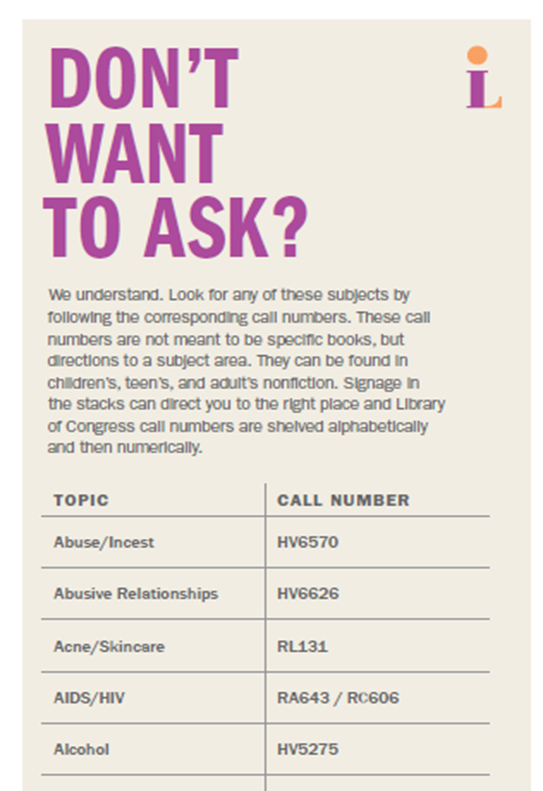 DON'T
WANT
TO ASK?
iL
We understand. Look for any of these subjects by
following the corresponding call numbers. These call
numbers are not meant to be specific books, but
directions to a subject area. They can be found in
children's, teen's, and adult's nonfiction. Signage in
the stacks can direct you to the right place and Library
of Congress call numbers are shelved alphabetically
and then numerically.
TOPIC CALL NUMBER
Abuse/Incest HV6570
Abusive Relationships HV6626
Acne/Skincare RL131
AIDS/HIV RA643 / RC606
Alcohol HV5275